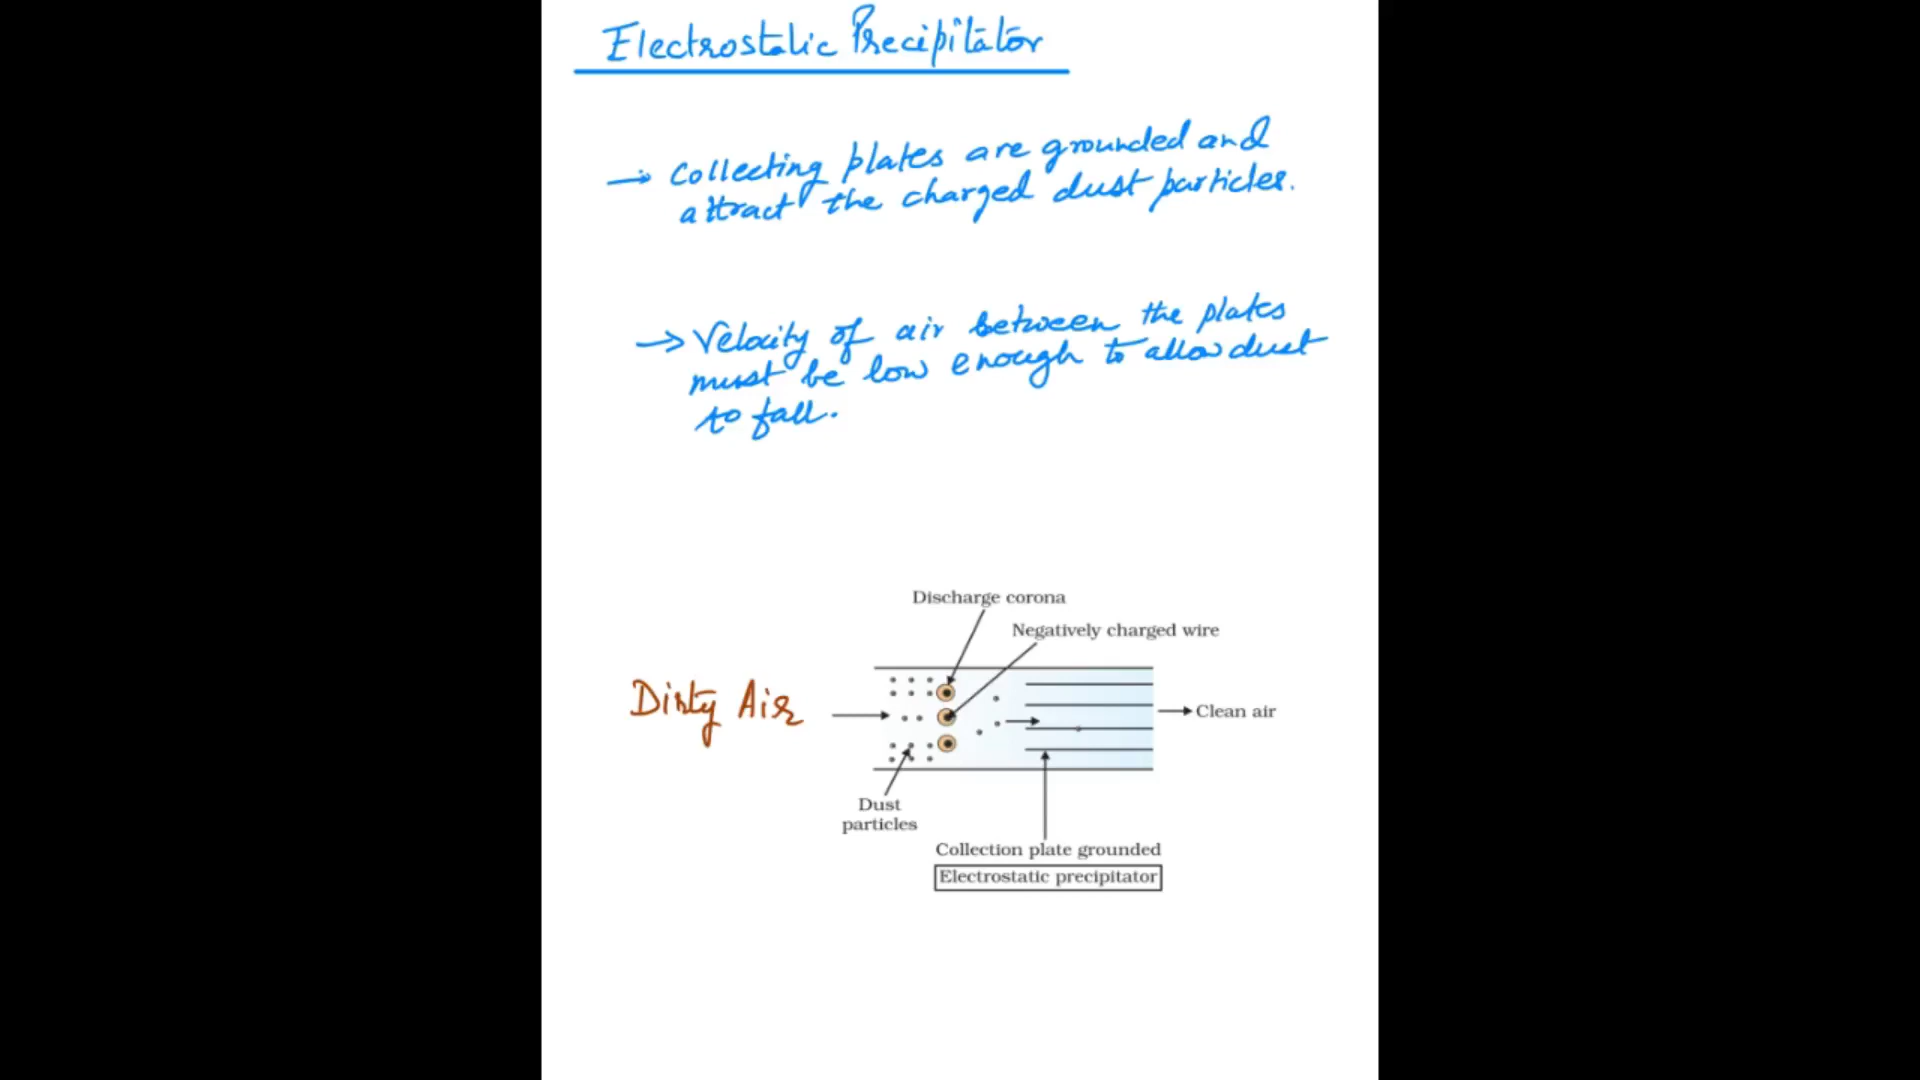 Electrostatic Precipitator
→ Collecting plates are grounded and
attract the charged dust particles.
→ Velocity of air between the plates
must be low enough to allow dust
to fall.
Discharge corona
Negatively charged wire
Dirty Air
Clean air
Dust
particles
Collection plate grounded
Electrostatic precipitator